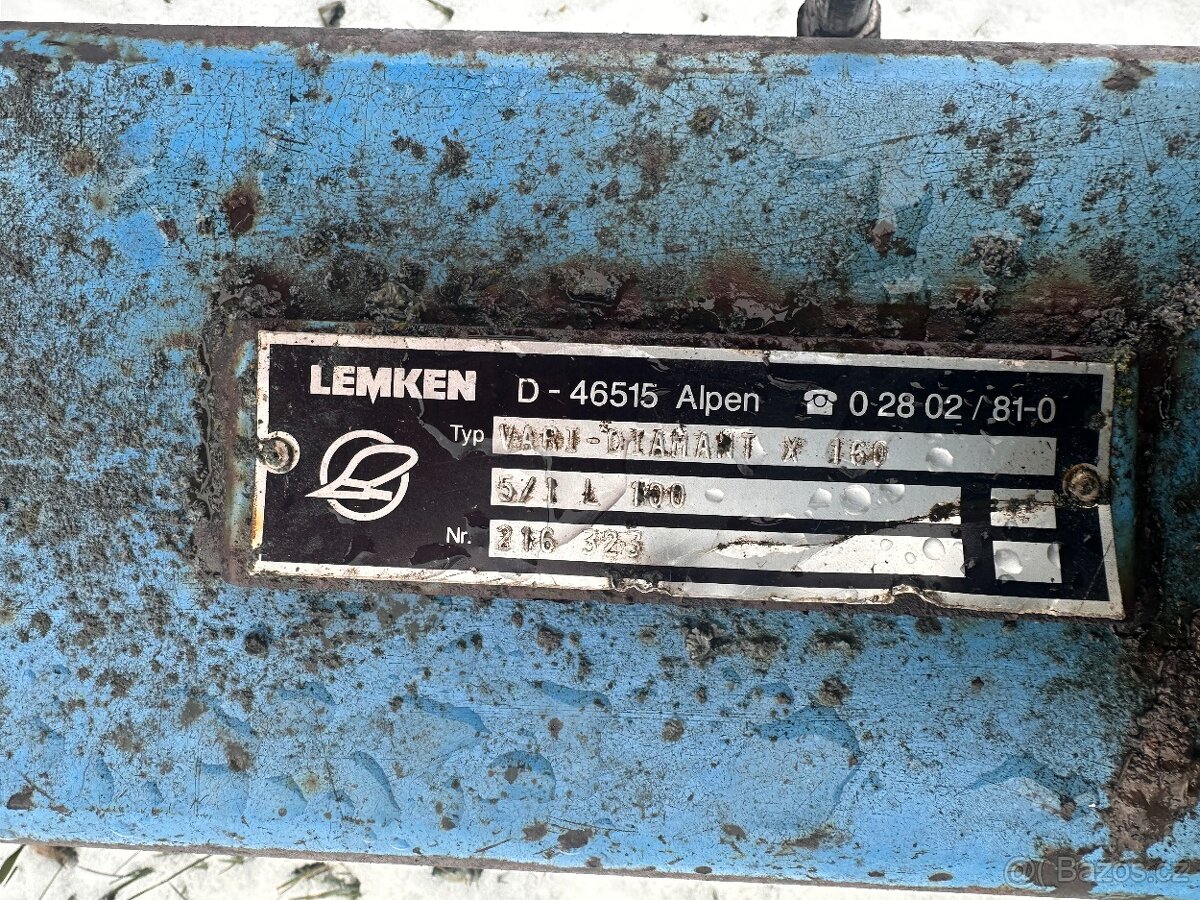 LEMKEN D - 46515 Alpen ☎ 0 28 02 / 81-0
Typ VARI-DIAMANT X 160
5/1 L 100
Nr. 216 323
Bazos.cz